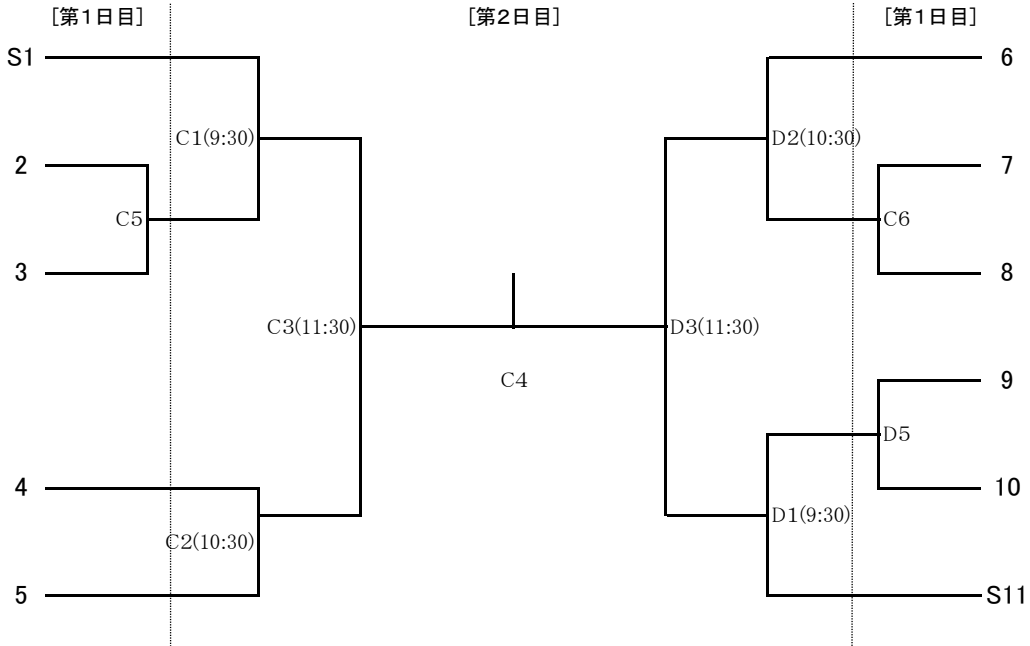 [第1日目]
[第2日目]
[第1日目]
S1
6
C1(9:30)
D2(10:30)
2
7
C5
C6
3
8
C3(11:30)
D3(11:30)
C4
9
D5
4
10
D1(9:30)
C2(10:30)
5
S11